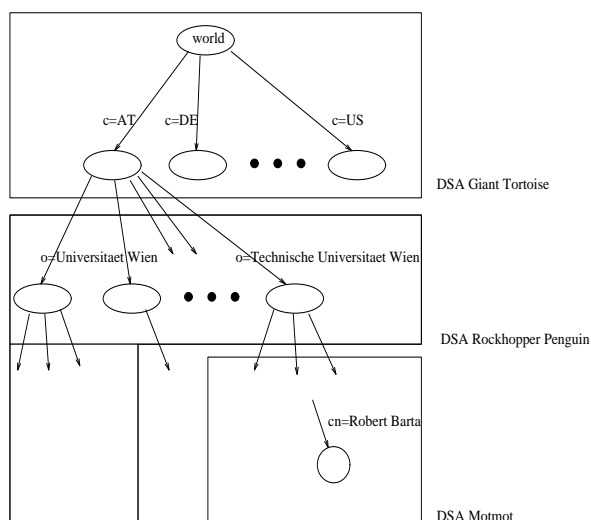 world
c=AT
c=DE
c=US
DSA Giant Tortoise
o=Universitaet Wien
o=Technische Universitaet Wien
DSA Rockhopper Penguin
cn=Robert Barta
DSA Motmot